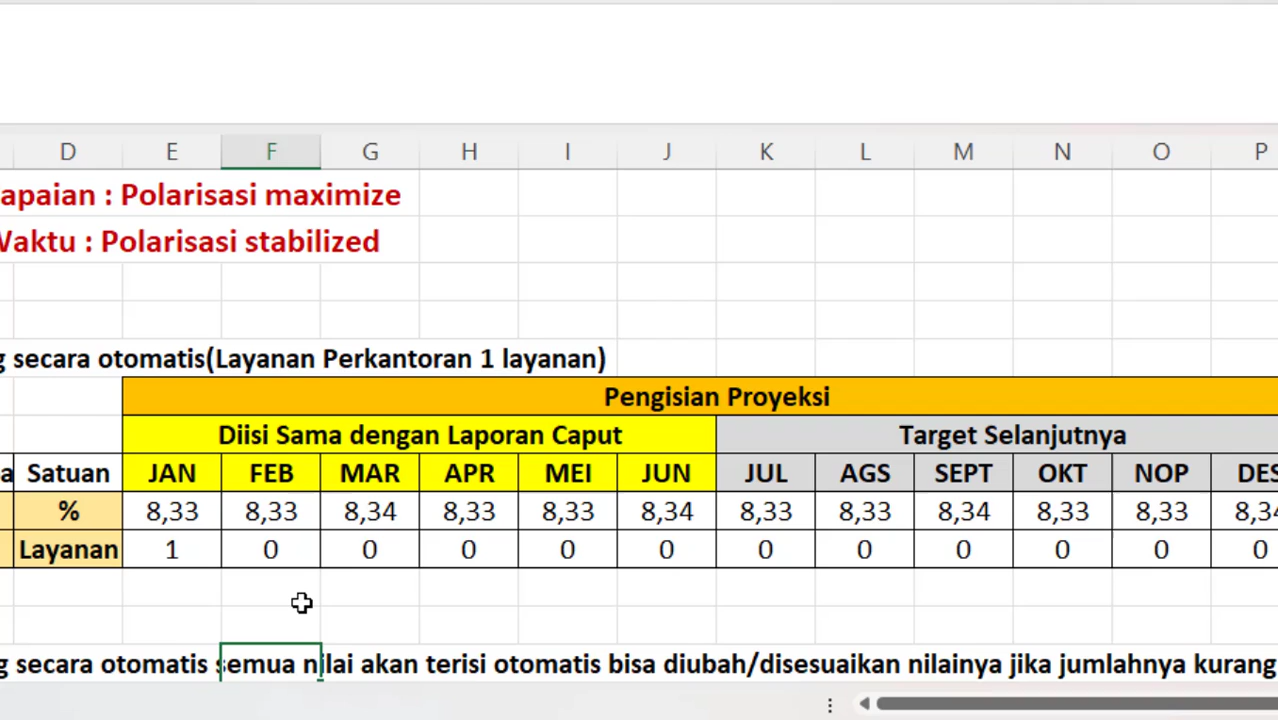 D E F G H I J K L M N O P
apaian : Polarisasi maximize
Waktu : Polarisasi stabilized
g secara otomatis(Layanan Perkantoran 1 layanan)
Pengisian Proyeksi
Diisi Sama dengan Laporan Caput Target Selanjutnya
a Satuan JAN FEB MAR APR MEI JUN JUL AGS SEPT OKT NOP DES
% 8,33 8,33 8,34 8,33 8,33 8,34 8,33 8,33 8,34 8,33 8,33 8,34
Layanan 1 0 0 0 0 0 0 0 0 0 0 0
g secara otomatis semua nilai akan terisi otomatis bisa diubah/disesuaikan nilainya jika jumlahnya kurang